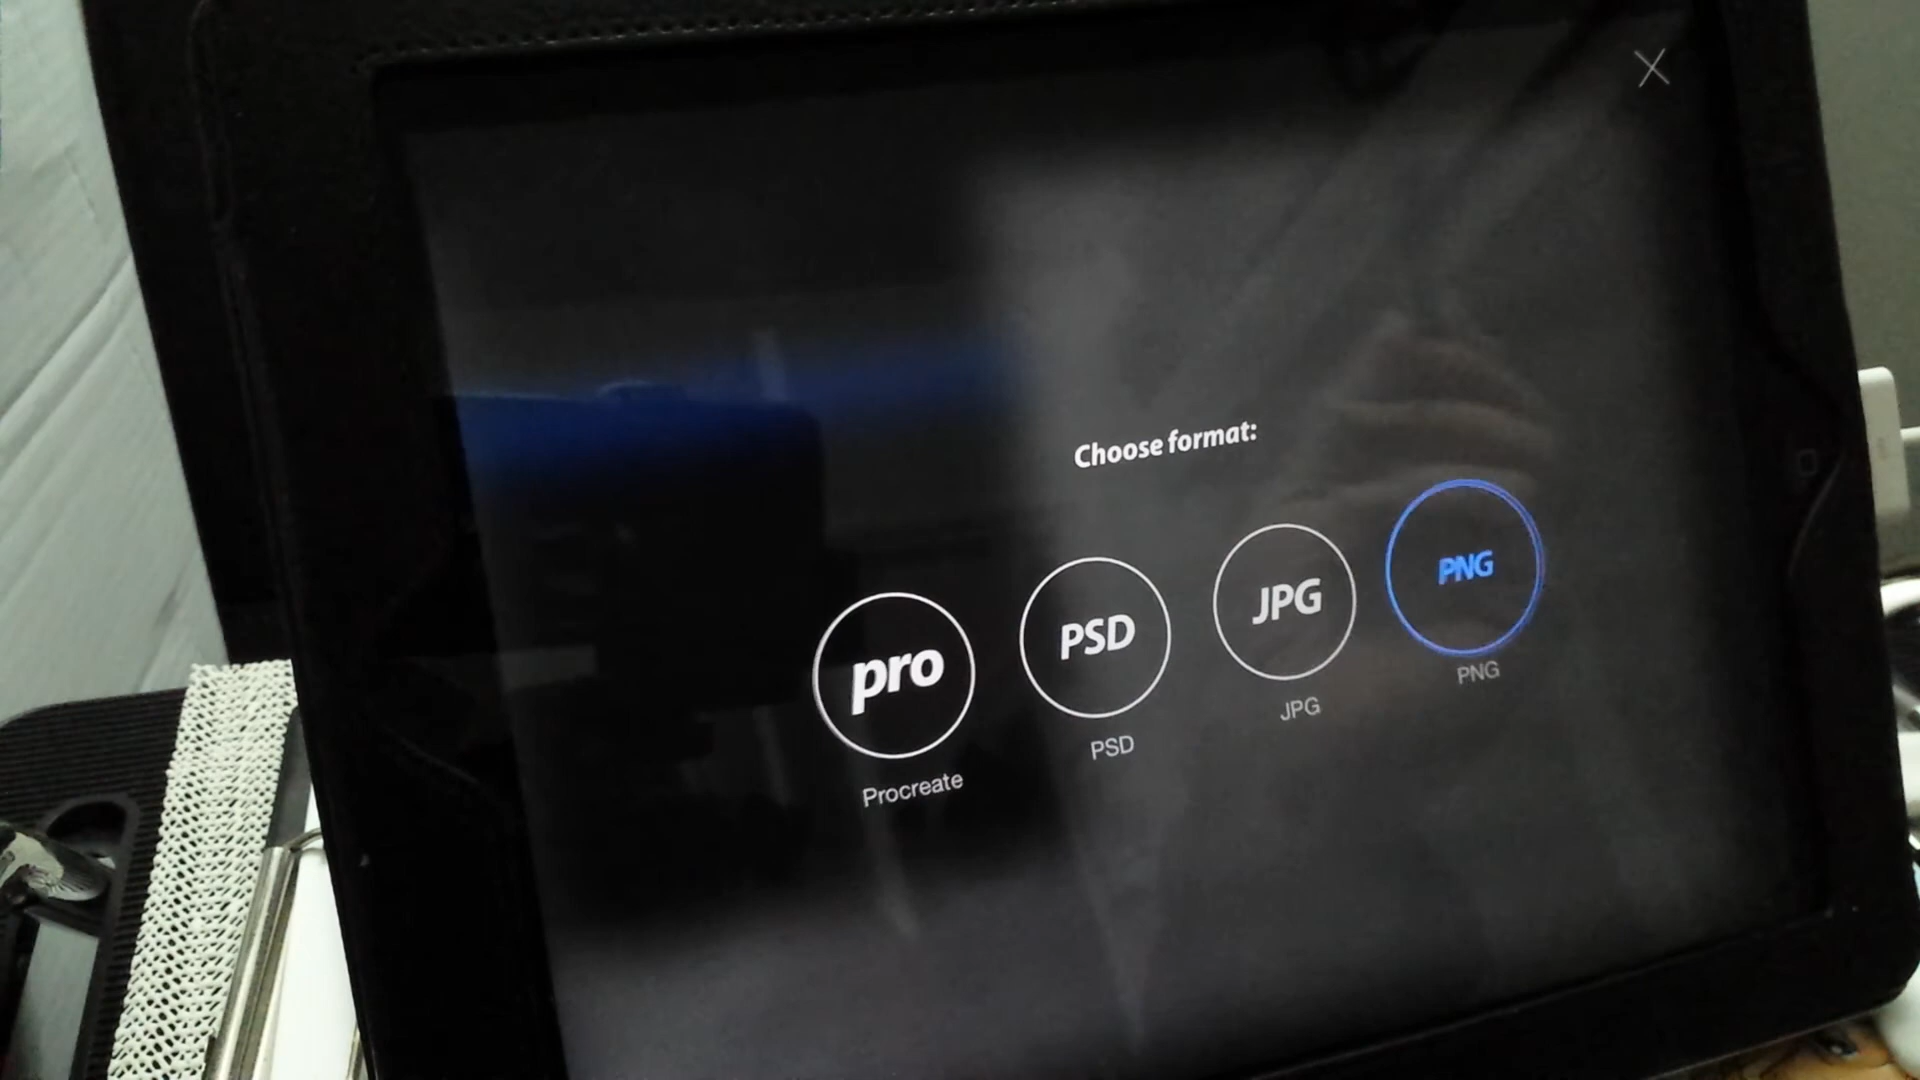 Choose format:
pro
PSD
JPG
PNG
Procreate
PSD
JPG
PNG